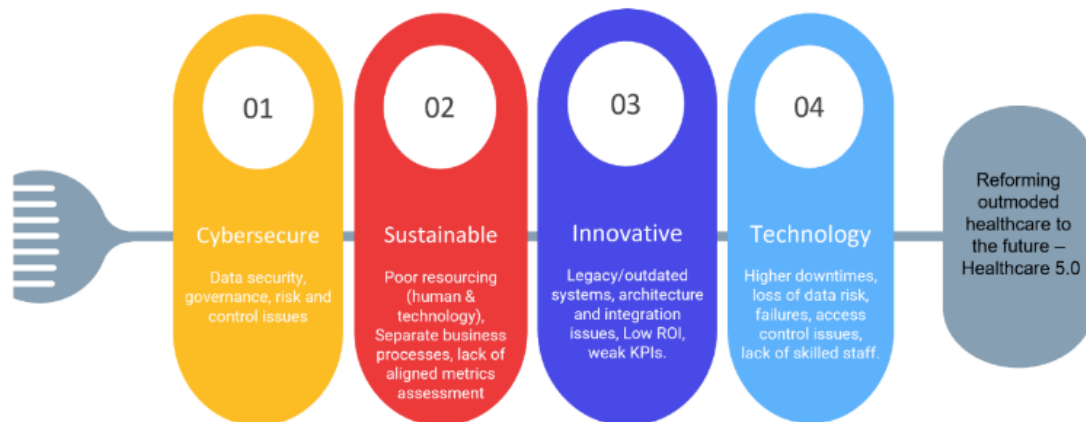 01
Cybersecure
Data security,
governance, risk and
control issues
02
Sustainable
Poor resourcing
(human &
technology),
Separate business
processes, lack of
aligned metrics
assessment
03
Innovative
Legacy/outdated
systems, architecture
and integration
issues, Low ROI,
weak KPIs.
04
Technology
Higher downtimes,
loss of data risk,
failures, access
control issues,
lack of skilled staff.
Reforming
outmoded
healthcare to
the future –
Healthcare 5.0